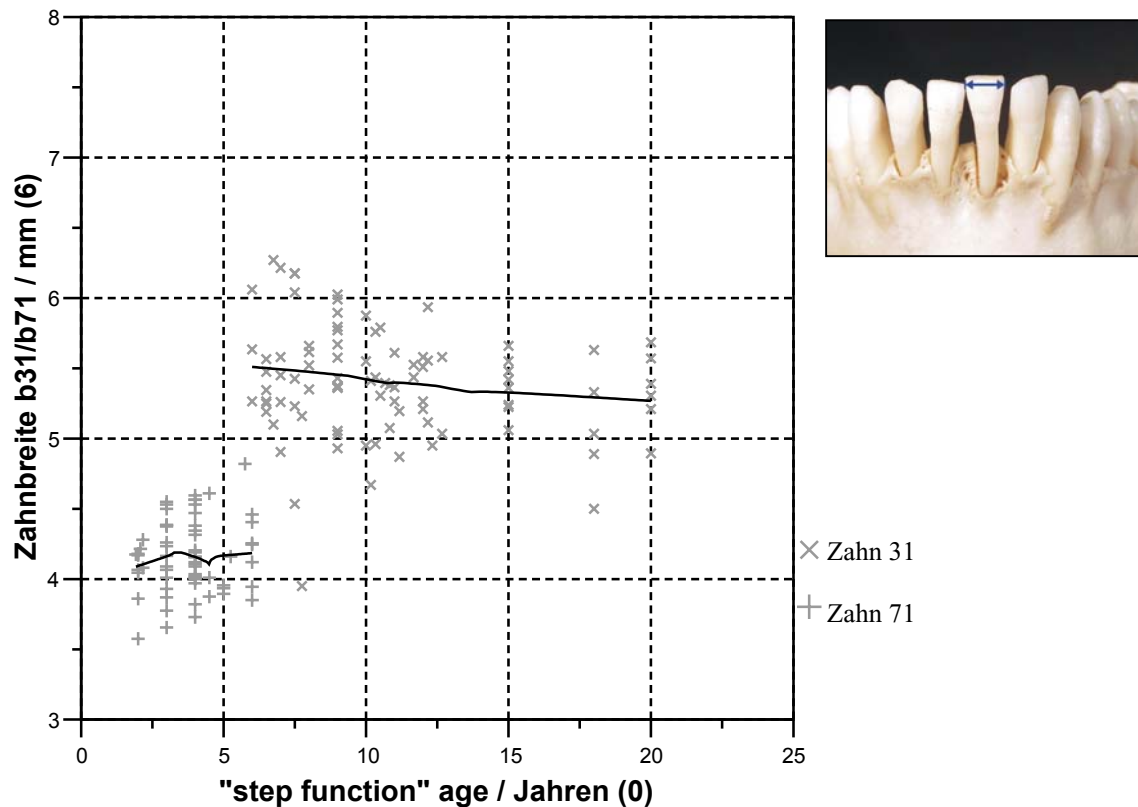 8
7
6
5
4
3
Zahnbreite b31/b71 / mm (6)
0 5 10 15 20 25
"step function" age / Jahren (0)
Zahn 31
Zahn 71